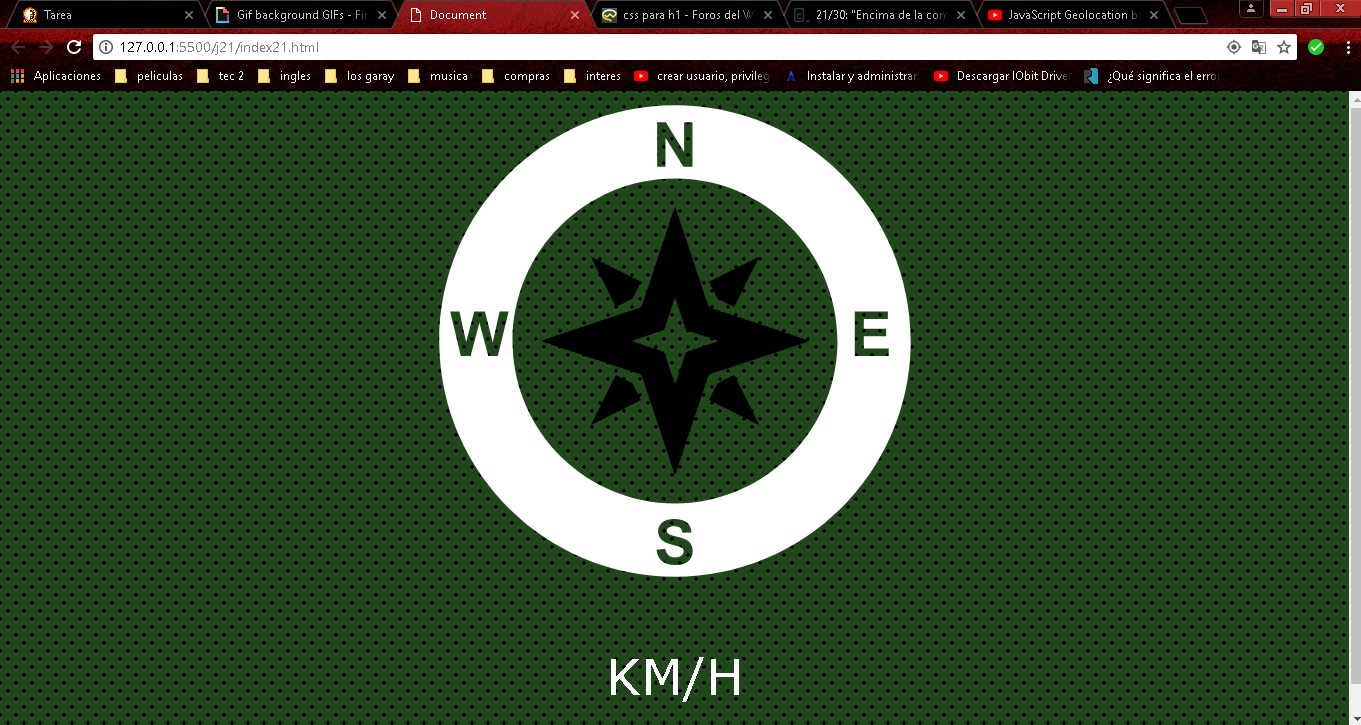 Tarea
Gif background GIFs - Fin
Document
css para h1 - Foros del W
21/30: "Encima de la con
JavaScript Geolocation b
127.0.0.1:5500/j21/index21.html
Aplicaciones peliculas tec 2 ingles los garay musica compras interes crear usuario, privileg Instalar y administrar Descargar IObit Drive ¿Qué significa el erro
N
W E
S
KM/H